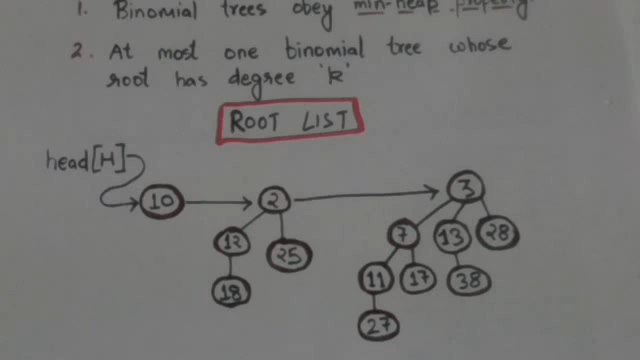 1. Binomial trees obey min-heap property
2. At most one binomial tree whose
root has degree 'k'
ROOT LIST
head[H]
10 2 3
12 25 7 13 28
18 11 17 38
27